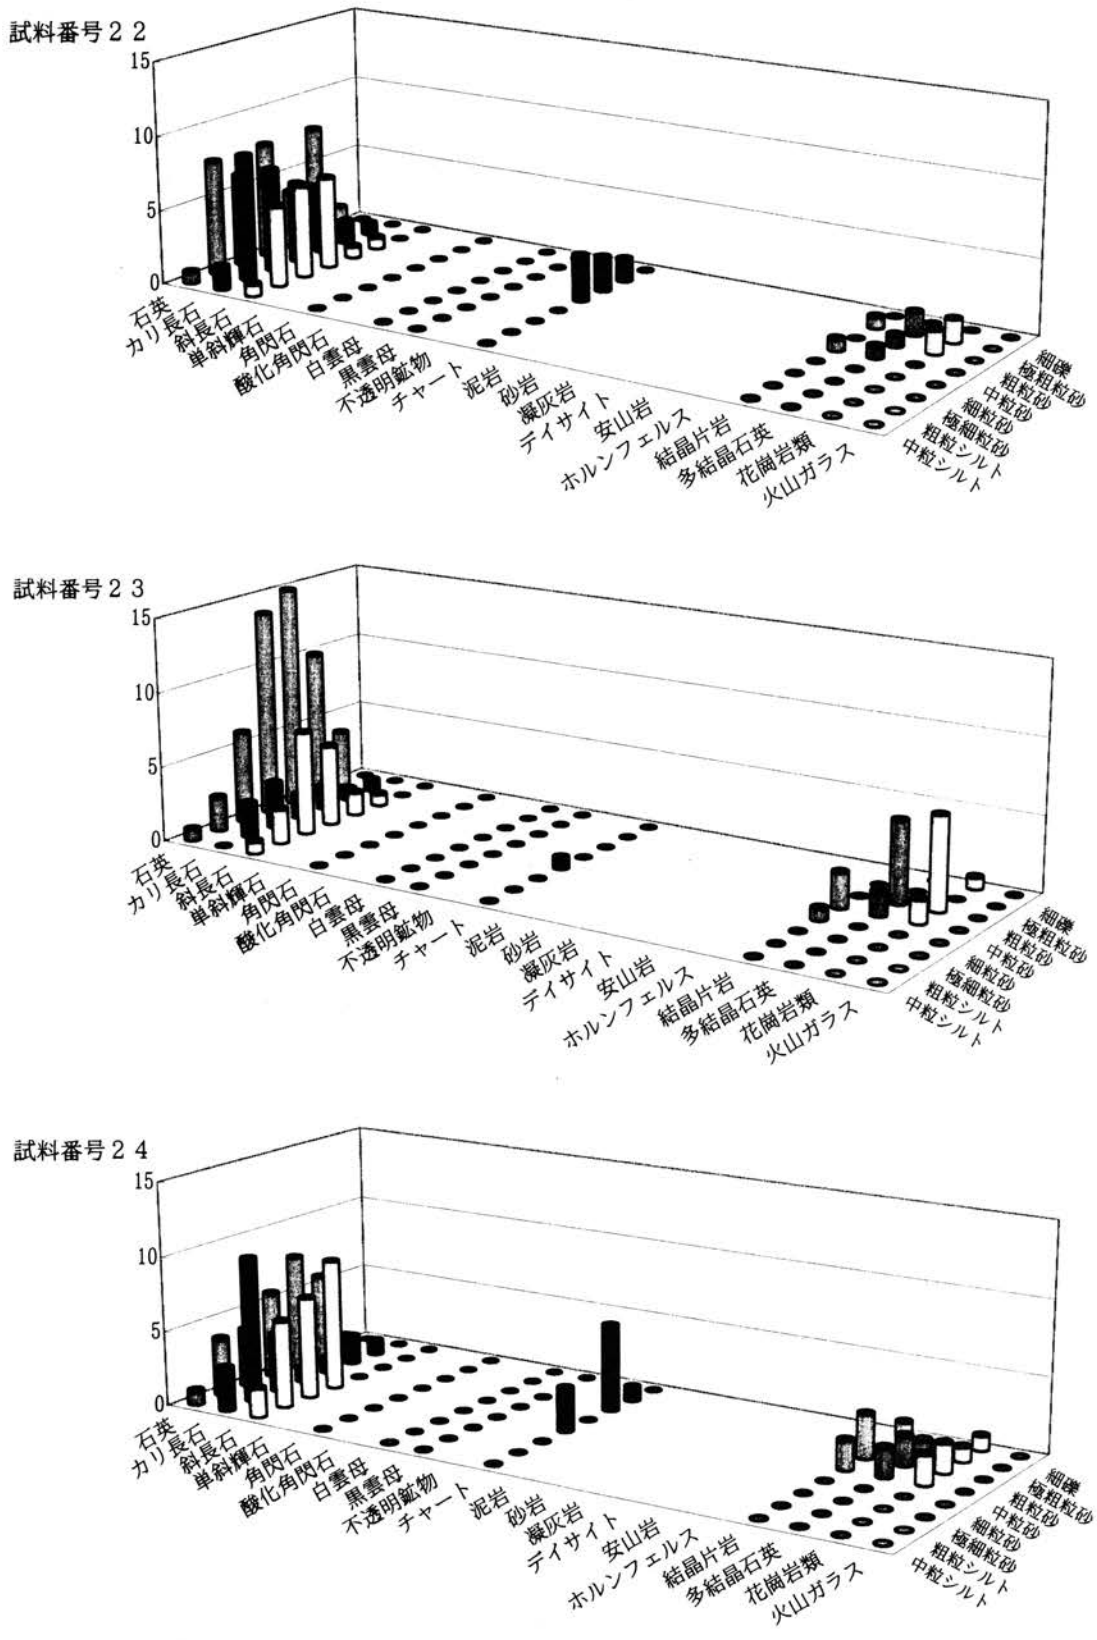 試料番号22
15
10
5
0
石英
カリ長石
斜長石
単斜輝石
角閃石
酸化角閃石
白雲母
黒雲母
不透明鉱物
チャート
泥岩
砂岩
凝灰岩
デイサイト
安山岩
ホルンフェルス
結晶片岩
多結晶石英
花崗岩類
火山ガラス
細礫
極粗粒砂
粗粒砂
中粒砂
細粒砂
極細粒砂
粗粒シルト
中粒シルト
試料番号23
15
10
5
0
石英
カリ長石
斜長石
単斜輝石
角閃石
酸化角閃石
白雲母
黒雲母
不透明鉱物
チャート
泥岩
砂岩
凝灰岩
デイサイト
安山岩
ホルンフェルス
結晶片岩
多結晶石英
花崗岩類
火山ガラス
細礫
極粗粒砂
粗粒砂
中粒砂
細粒砂
極細粒砂
粗粒シルト
中粒シルト
試料番号24
15
10
5
0
石英
カリ長石
斜長石
単斜輝石
角閃石
酸化角閃石
白雲母
黒雲母
不透明鉱物
チャート
泥岩
砂岩
凝灰岩
デイサイト
安山岩
ホルンフェルス
結晶片岩
多結晶石英
花崗岩類
火山ガラス
細礫
極粗粒砂
粗粒砂
中粒砂
細粒砂
極細粒砂
粗粒シルト
中粒シルト